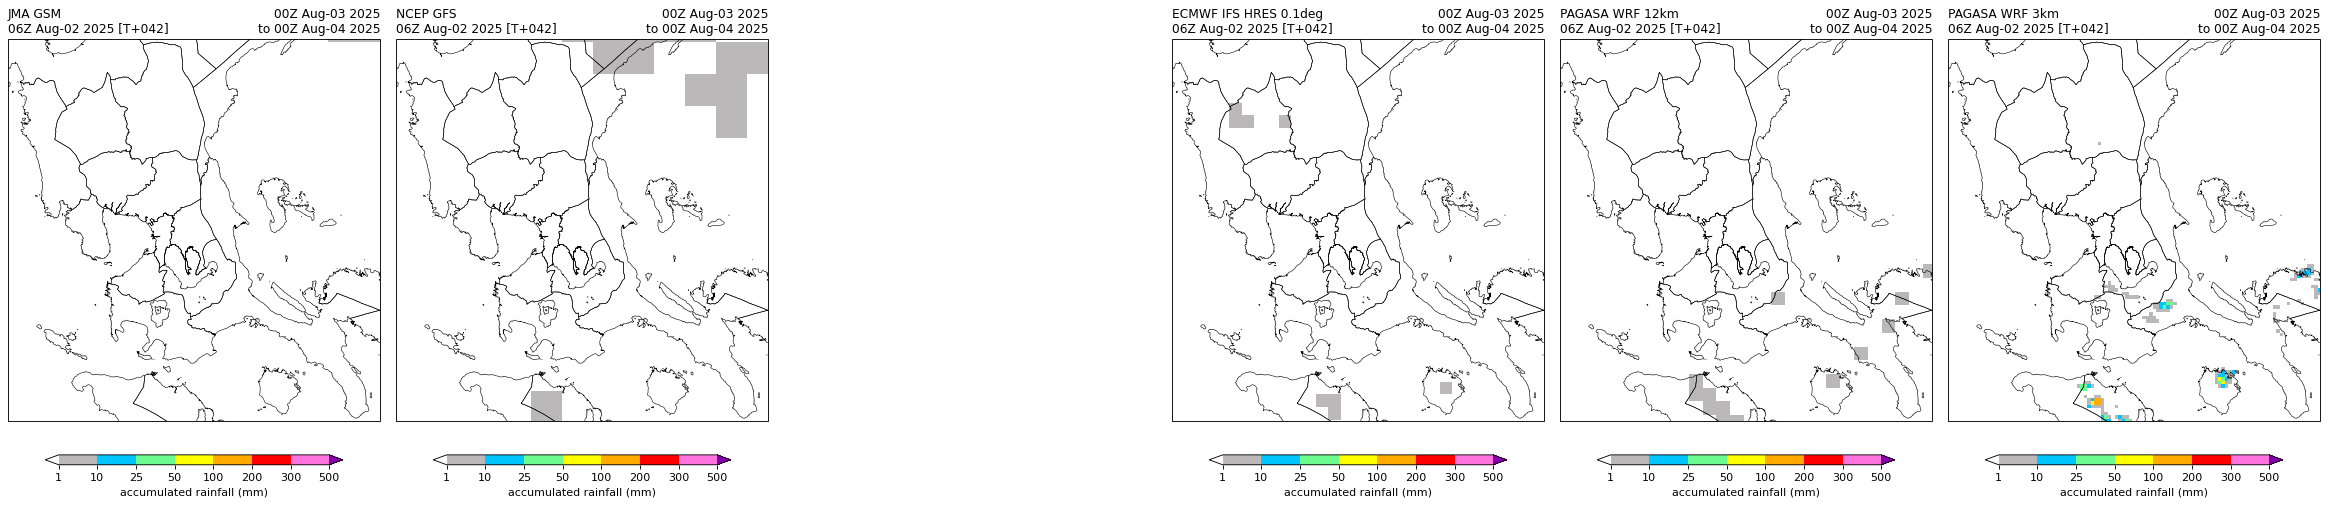 JMA GSM 00Z Aug-03 2025
06Z Aug-02 2025 [T+042] to 00Z Aug-04 2025
NCEP GFS 00Z Aug-03 2025
06Z Aug-02 2025 [T+042] to 00Z Aug-04 2025
ECMWF IFS HRES 0.1deg 00Z Aug-03 2025
06Z Aug-02 2025 [T+042] to 00Z Aug-04 2025
PAGASA WRF 12km 00Z Aug-03 2025
06Z Aug-02 2025 [T+042] to 00Z Aug-04 2025
PAGASA WRF 3km 00Z Aug-03 2025
06Z Aug-02 2025 [T+042] to 00Z Aug-04 2025
1 10 25 50 100 200 300 500
accumulated rainfall (mm)
1 10 25 50 100 200 300 500
accumulated rainfall (mm)
1 10 25 50 100 200 300 500
accumulated rainfall (mm)
1 10 25 50 100 200 300 500
accumulated rainfall (mm)
1 10 25 50 100 200 300 500
accumulated rainfall (mm)